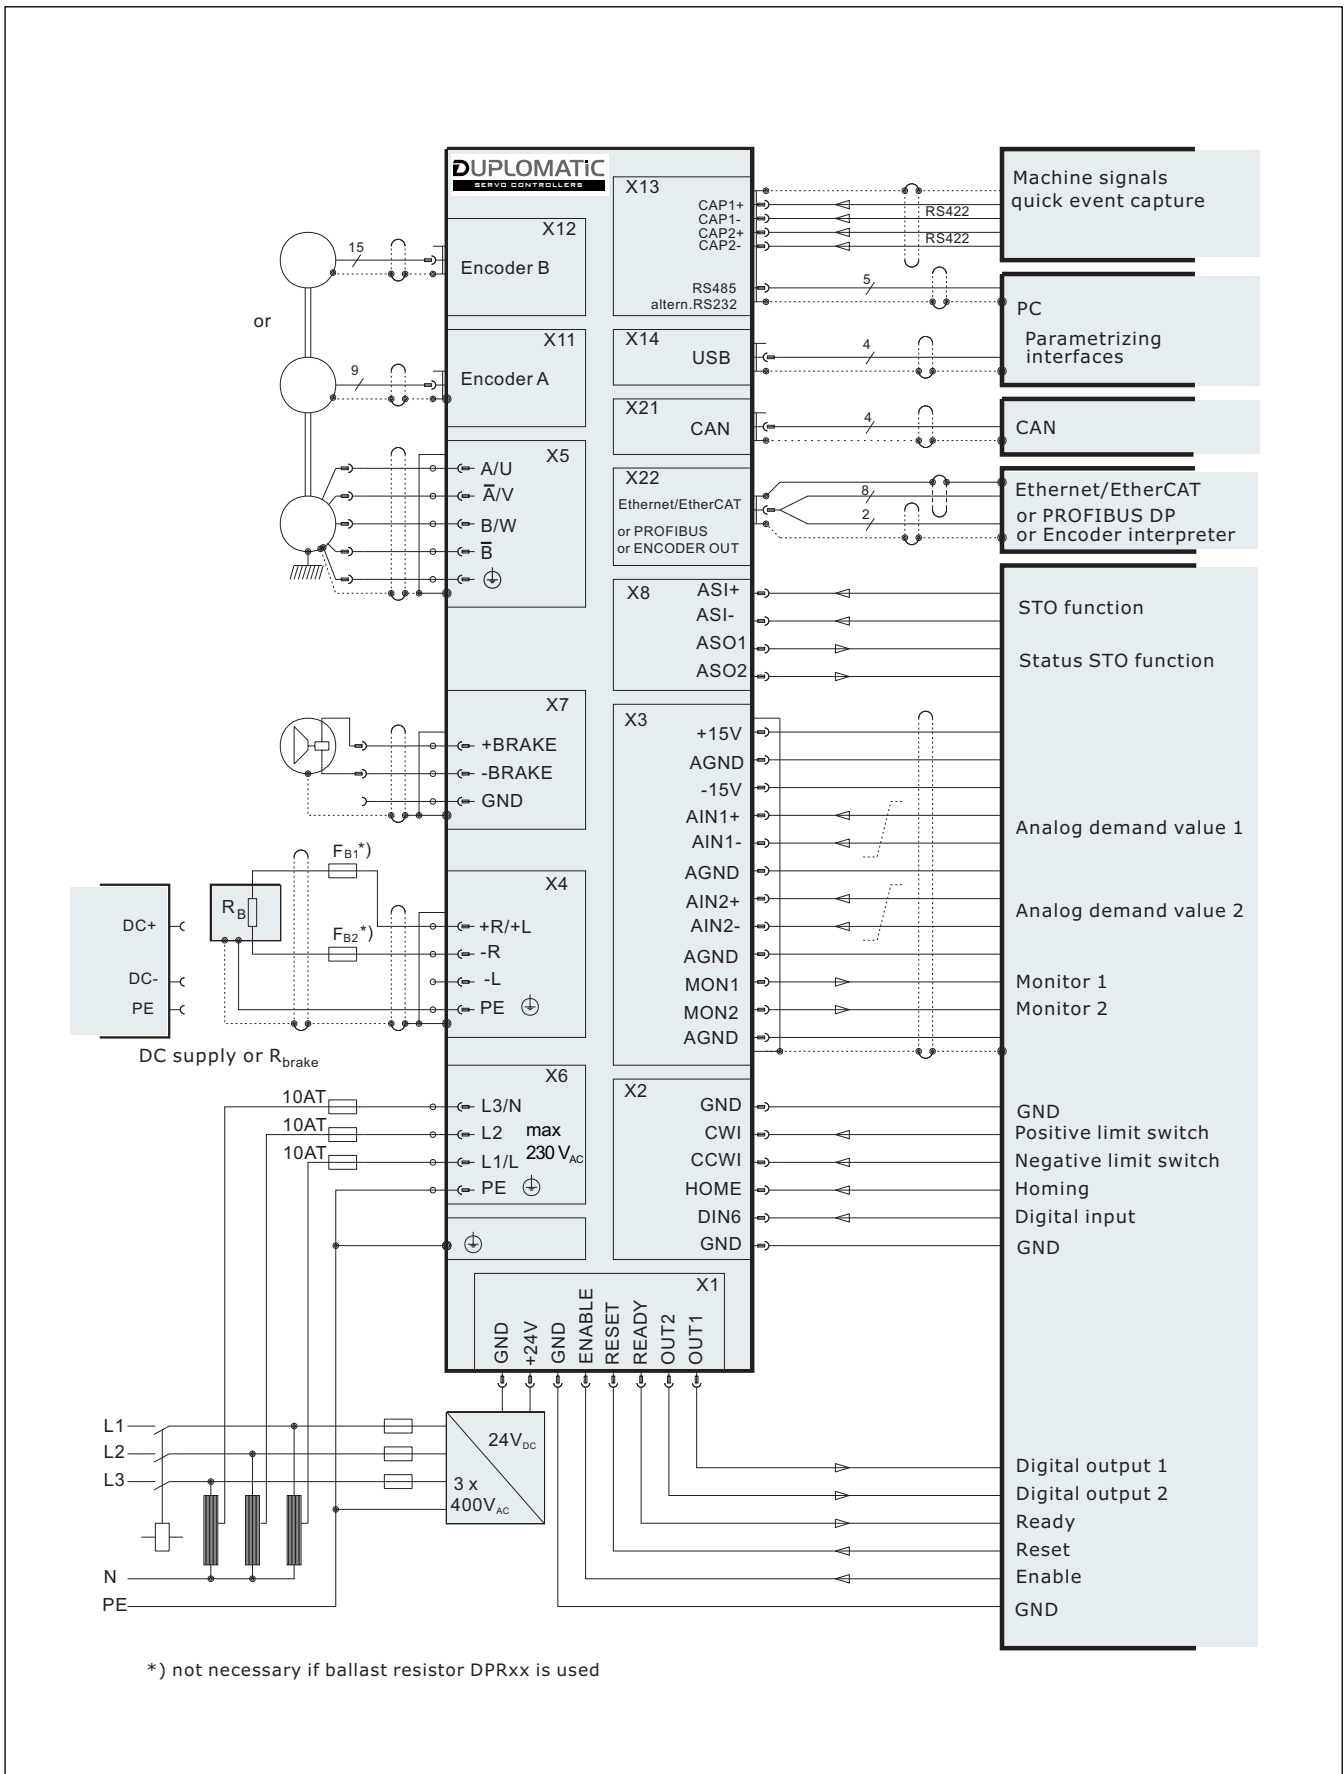 DUPLOMATIC
SERVO CONTROLLERS
X12
Encoder B
15
or
X11
Encoder A
9
X5
A/U
A̅/V
B/W
B̅
X7
+BRAKE
-BRAKE
GND
FB1*)
FB2*)
RB
DC+
DC-
PE
DC supply or Rbrake
X4
+R/+L
-R
-L
PE
X6
10AT
L3/N
10AT
L2
max
230 VAC
10AT
L1/L
PE
X13
CAP1+
CAP1-
CAP2+
CAP2-
RS485
altern.RS232
RS422
RS422
5
Machine signals
quick event capture
PC
Parametrizing
interfaces
X14
USB
4
X21
CAN
4
CAN
X22
Ethernet/EtherCAT
or PROFIBUS
or ENCODER OUT
8
2
Ethernet/EtherCAT
or PROFIBUS DP
or Encoder interpreter
X8
ASI+
ASI-
ASO1
ASO2
STO function
Status STO function
X3
+15V
AGND
-15V
AIN1+
AIN1-
AGND
AIN2+
AIN2-
AGND
MON1
MON2
AGND
Analog demand value 1
Analog demand value 2
Monitor 1
Monitor 2
X2
GND
CWI
CCWI
HOME
DIN6
GND
GND
Positive limit switch
Negative limit switch
Homing
Digital input
GND
X1
GND
+24V
GND
ENABLE
RESET
READY
OUT2
OUT1
L1
L2
L3
N
PE
24VDC
3 x
400VAC
Digital output 1
Digital output 2
Ready
Reset
Enable
GND
*) not necessary if ballast resistor DPRxx is used